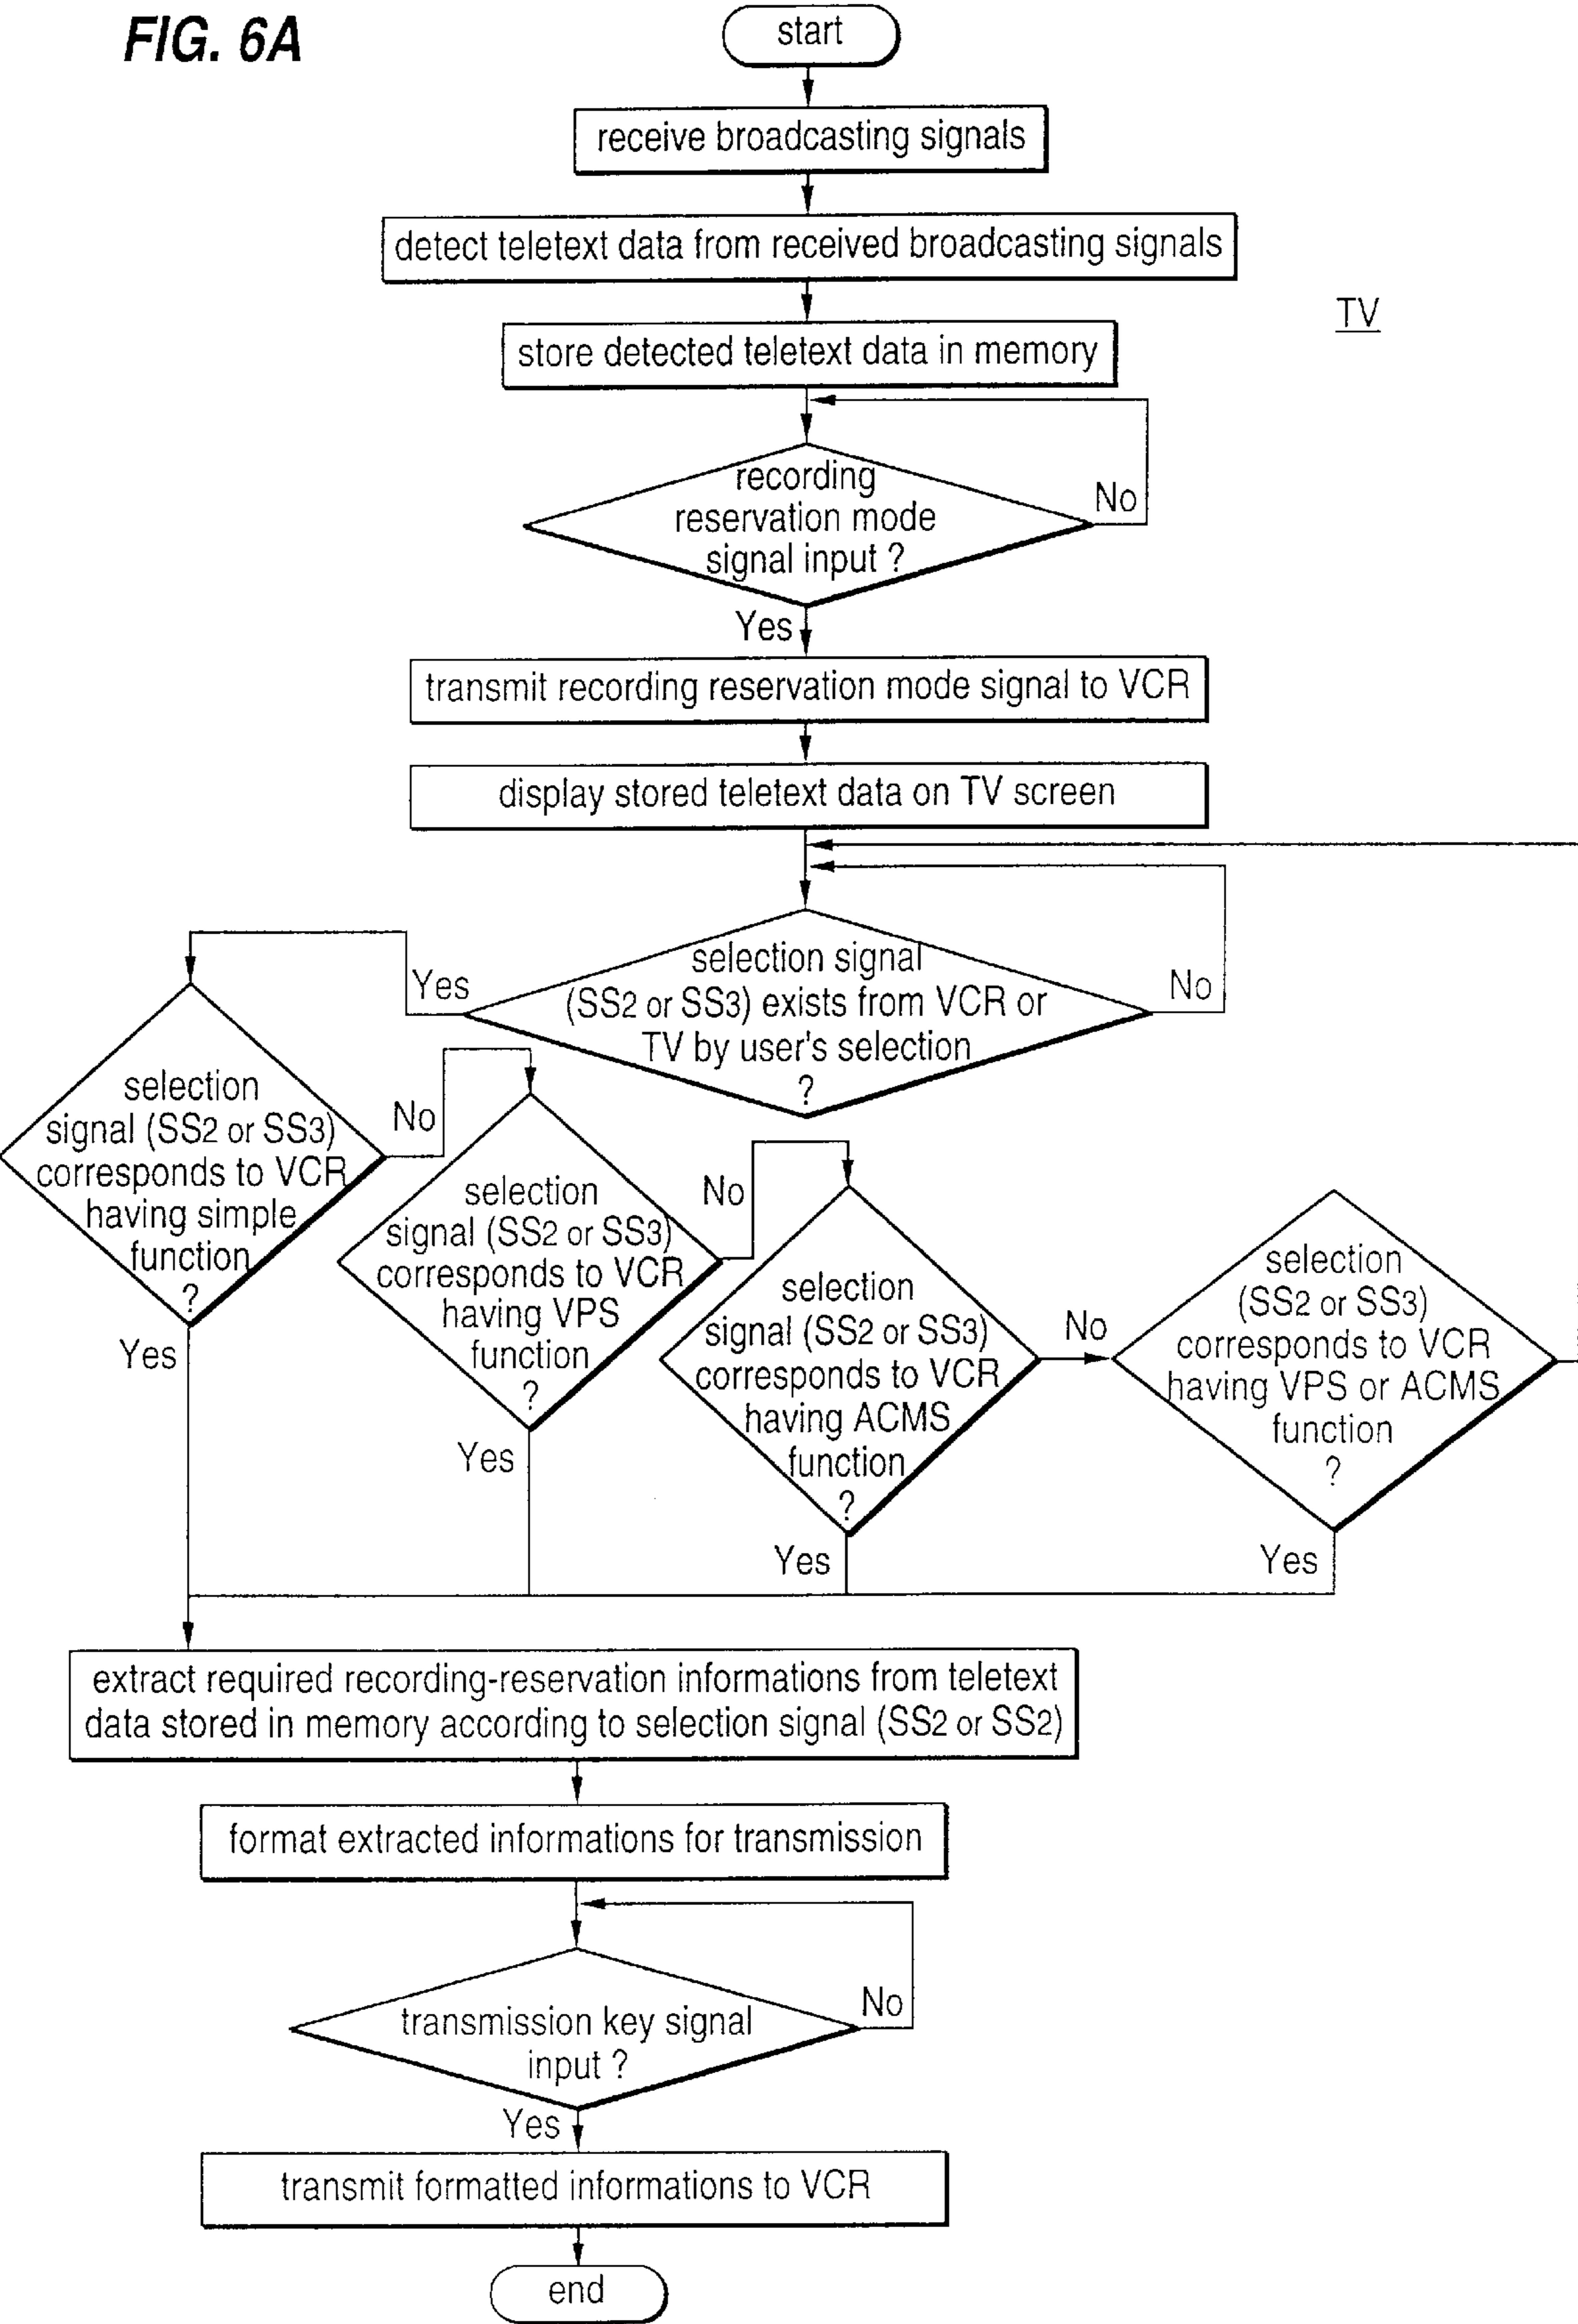 FIG. 6A
start
receive broadcasting signals
detect teletext data from received broadcasting signals
TV
store detected teletext data in memory
recording
reservation mode
signal input ?
No
Yes
transmit recording reservation mode signal to VCR
display stored teletext data on TV screen
selection signal
(SS2 or SS3) exists from VCR or
TV by user's selection
?
Yes
No
selection
signal (SS2 or SS3)
corresponds to VCR
having simple
function
?
No
Yes
selection
signal (SS2 or SS3)
corresponds to VCR
having VPS
function
?
No
Yes
selection
signal (SS2 or SS3)
corresponds to VCR
having ACMS
function
?
No
Yes
selection
(SS2 or SS3)
corresponds to VCR
having VPS or ACMS
function
?
Yes
extract required recording-reservation informations from teletext
data stored in memory according to selection signal (SS2 or SS2)
format extracted informations for transmission
transmission key signal
input ?
No
Yes
transmit formatted informations to VCR
end